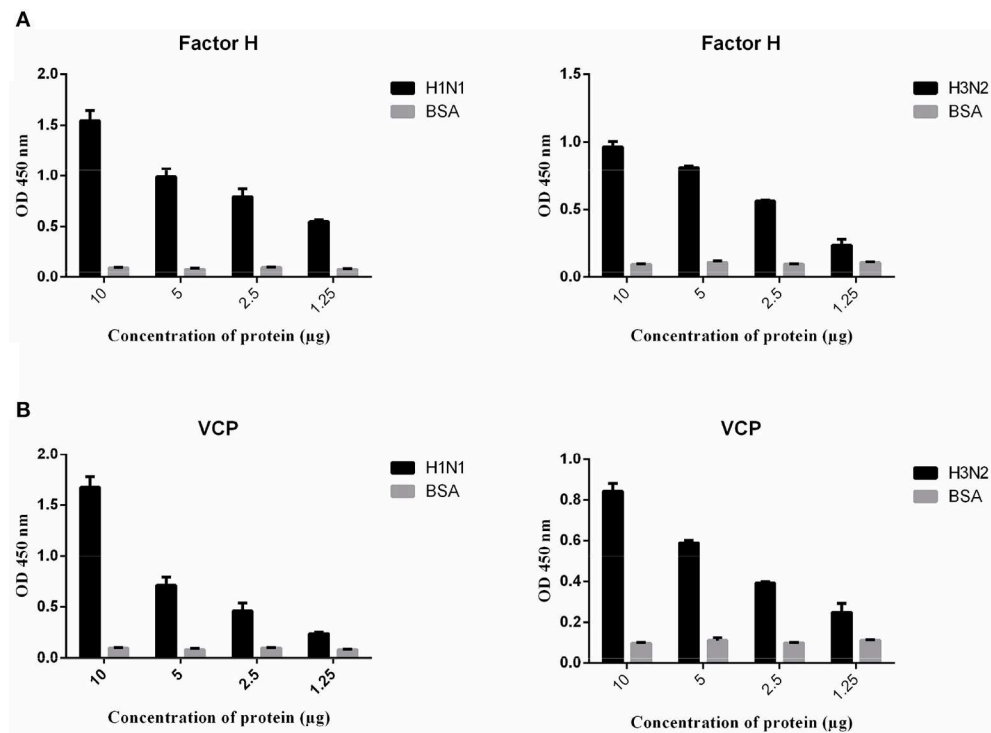 A
Factor H
OD 450 nm
2.0
1.5
1.0
0.5
0.0
10
5
2.5
1.25
Concentration of protein (µg)
H1N1
BSA
Factor H
OD 450 nm
1.5
1.0
0.5
0.0
10
5
2.5
1.25
Concentration of protein (µg)
H3N2
BSA
B
VCP
OD 450 nm
2.0
1.5
1.0
0.5
0.0
10
5
2.5
1.25
Concentration of protein (µg)
H1N1
BSA
VCP
OD 450 nm
1.0
0.8
0.6
0.4
0.2
0.0
10
5
2.5
1.25
Concentration of protein (µg)
H3N2
BSA